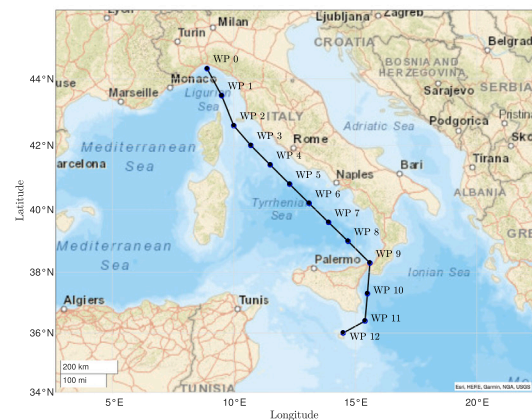 Ljubljana
Zagreb
Milan
Turin
CROATIA
Belgrade
BOSNIA AND
HERZEGOVINA
WP 0
44°N
Monaco
WP 1
Marseille
Ligurian
Sea
Sarajevo
SERBIA
WP 2
ITALY
Podgorica
Pristina
Adriatic Sea
42°N
Mediterranean
Sea
WP 3
Rome
WP 4
Tirana
arcelona
Bari
Naples
WP 5
ALBANIA
Latitude
40°N
Tyrrhenian
Sea
WP 6
WP 7
WP 8
Mediterranean
Sea
Palermo
WP 9
Ionian Sea
38°N
WP 10
Algiers
Tunis
WP 11
36°N
WP 12
200 km
100 mi
TUNISIA
Esri, HERE, Garmin, NGA, USGS
34°N
5°E
10°E
15°E
20°E
Longitude